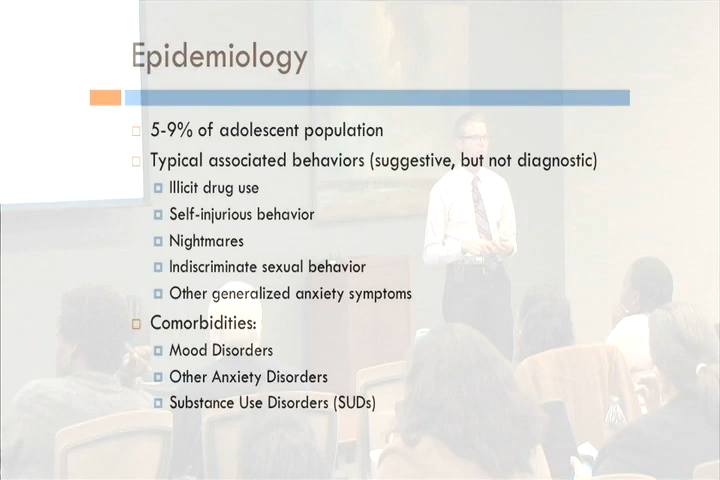 Epidemiology
5-9% of adolescent population
Typical associated behaviors (suggestive, but not diagnostic)
Illicit drug use
Self-injurious behavior
Nightmares
Indiscriminate sexual behavior
Other generalized anxiety symptoms
Comorbidities:
Mood Disorders
Other Anxiety Disorders
Substance Use Disorders (SUDs)